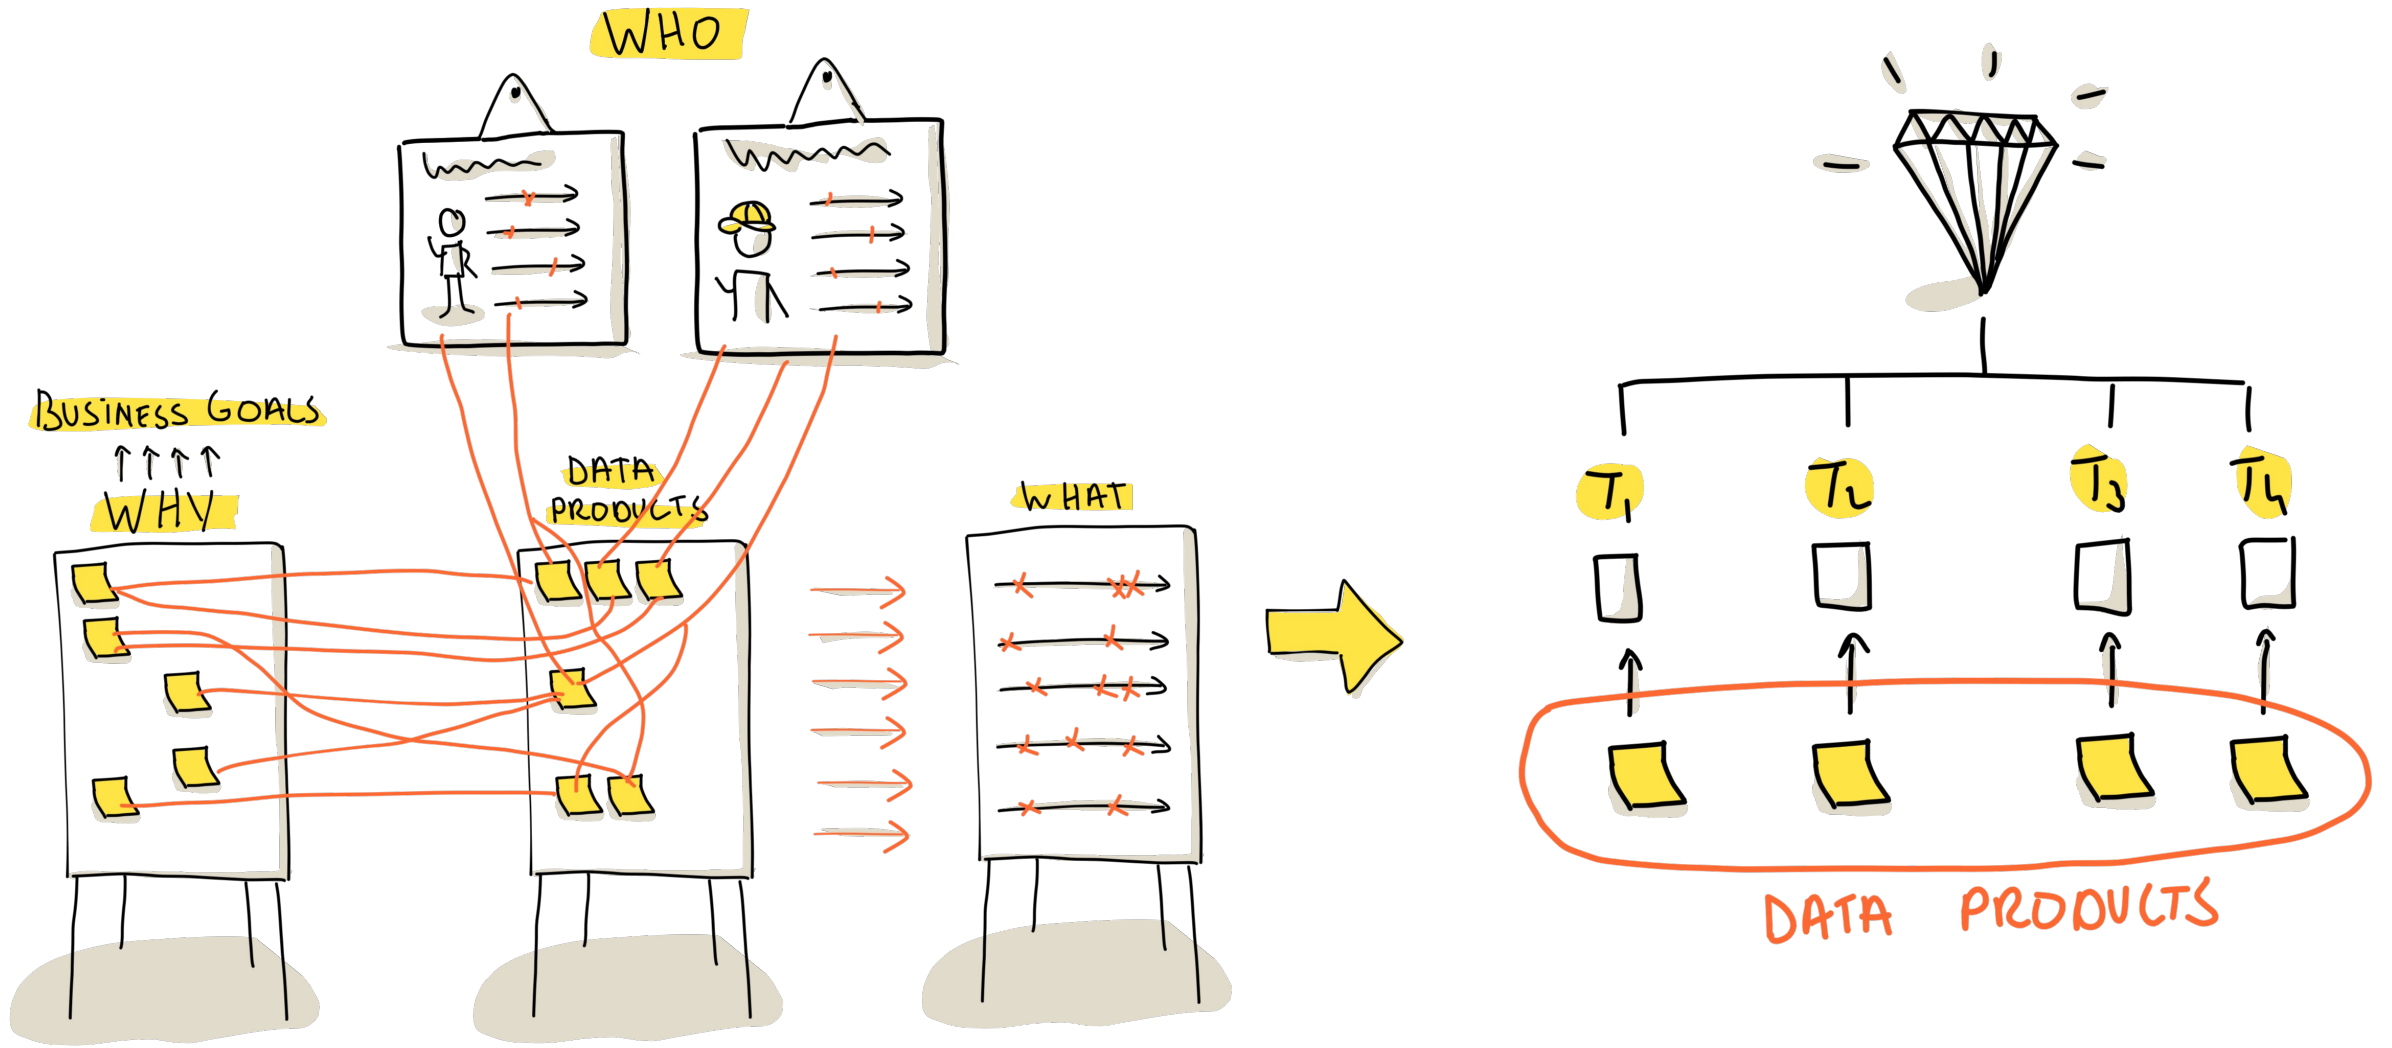 WHO
BUSINESS GOALS
WHY
DATA
PRODUCTS
WHAT
T1
T2
T3
T4
DATA PRODUCTS